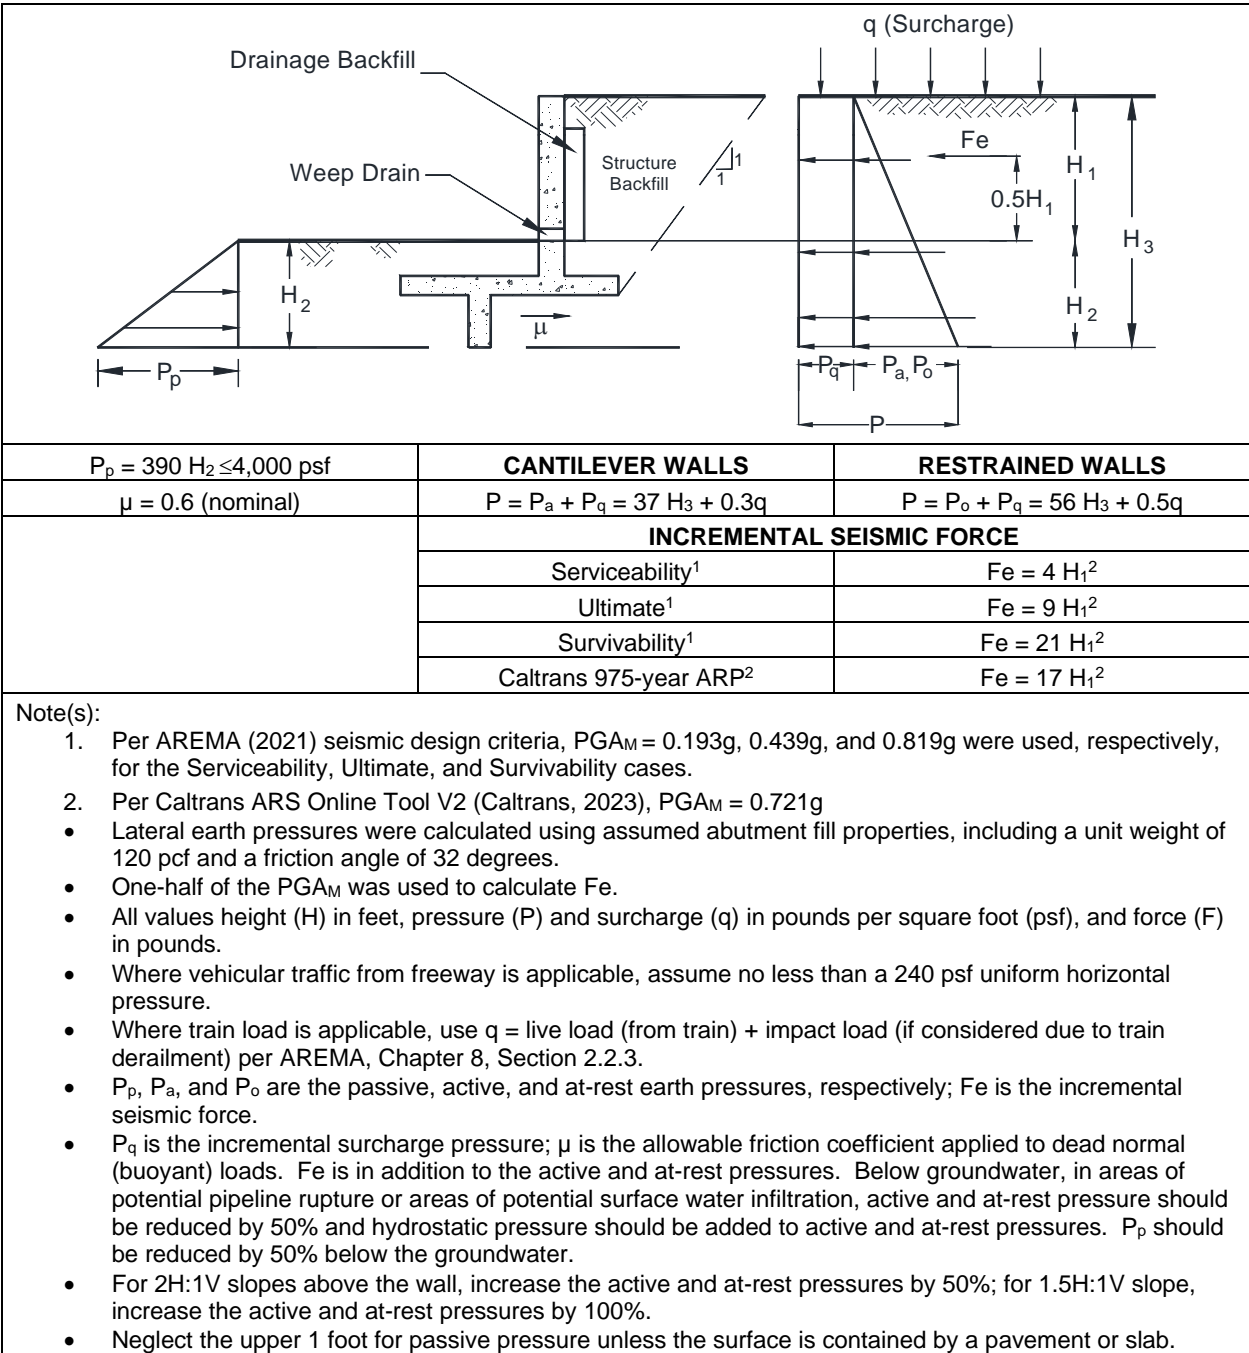 q (Surcharge)
Drainage Backfill
Weep Drain
Structure
Backfill
1
1
Fe
0.5H₁
H₁
H₃
H₂
H₂
μ
Pp
Pq
Pa, Po
P
Pp = 390 H₂ ≤4,000 psf
CANTILEVER WALLS
RESTRAINED WALLS
μ = 0.6 (nominal)
P = Pa + Pq = 37 H₃ + 0.3q
P = Po + Pq = 56 H₃ + 0.5q
INCREMENTAL SEISMIC FORCE
Serviceability¹
Fe = 4 H₁²
Ultimate¹
Fe = 9 H₁²
Survivability¹
Fe = 21 H₁²
Caltrans 975-year ARP²
Fe = 17 H₁²
Note(s):
1. Per AREMA (2021) seismic design criteria, PGAM = 0.193g, 0.439g, and 0.819g were used, respectively,
for the Serviceability, Ultimate, and Survivability cases.
2. Per Caltrans ARS Online Tool V2 (Caltrans, 2023), PGAM = 0.721g
• Lateral earth pressures were calculated using assumed abutment fill properties, including a unit weight of
120 pcf and a friction angle of 32 degrees.
• One-half of the PGAM was used to calculate Fe.
• All values height (H) in feet, pressure (P) and surcharge (q) in pounds per square foot (psf), and force (F)
in pounds.
• Where vehicular traffic from freeway is applicable, assume no less than a 240 psf uniform horizontal
pressure.
• Where train load is applicable, use q = live load (from train) + impact load (if considered due to train
derailment) per AREMA, Chapter 8, Section 2.2.3.
• Pp, Pa, and Po are the passive, active, and at-rest earth pressures, respectively; Fe is the incremental
seismic force.
• Pq is the incremental surcharge pressure; μ is the allowable friction coefficient applied to dead normal
(buoyant) loads. Fe is in addition to the active and at-rest pressures. Below groundwater, in areas of
potential pipeline rupture or areas of potential surface water infiltration, active and at-rest pressure should
be reduced by 50% and hydrostatic pressure should be added to active and at-rest pressures. Pp should
be reduced by 50% below the groundwater.
• For 2H:1V slopes above the wall, increase the active and at-rest pressures by 50%; for 1.5H:1V slope,
increase the active and at-rest pressures by 100%.
• Neglect the upper 1 foot for passive pressure unless the surface is contained by a pavement or slab.